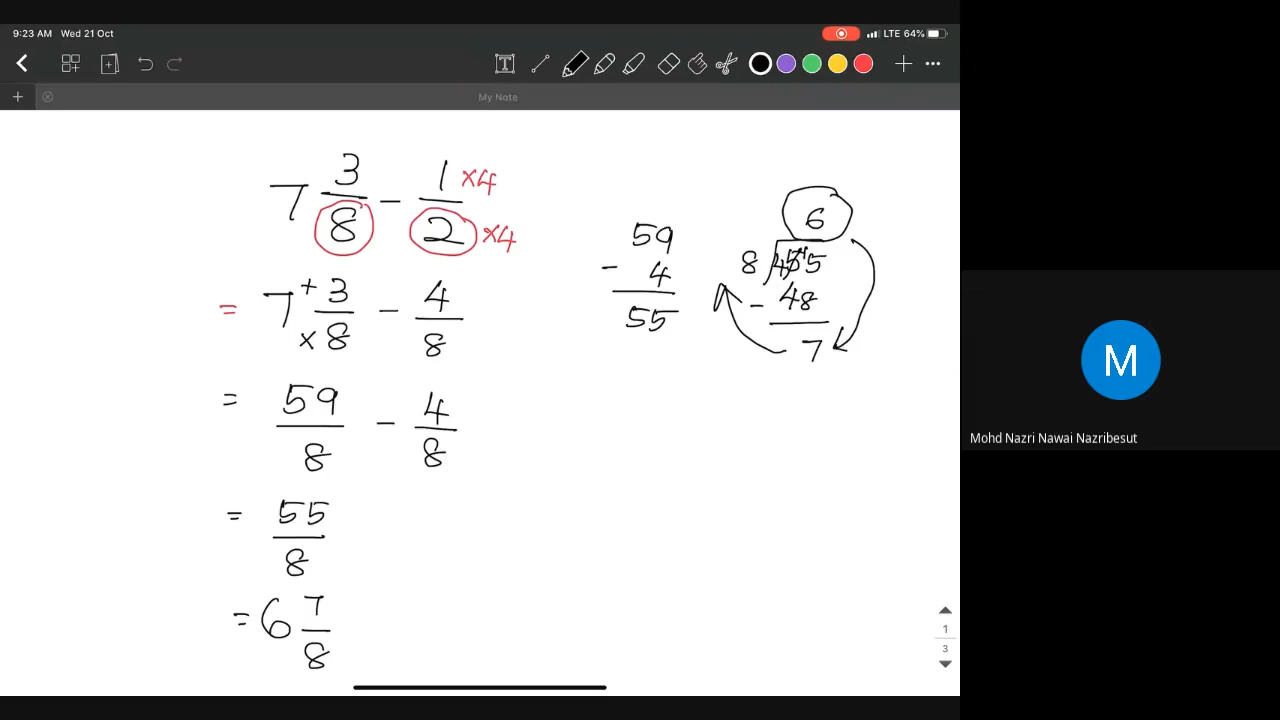 9:23 AM Wed 21 Oct
LTE 64%
My Note
7 3/8 - 1/2 ×4 ×4
= 7 + 3/8 × - 4/8
= 59/8 - 4/8
= 55/8
= 6 7/8
59
- 4
55
6
8 55
- 48
7
1
3
M
Mohd Nazri Nawai Nazribesut